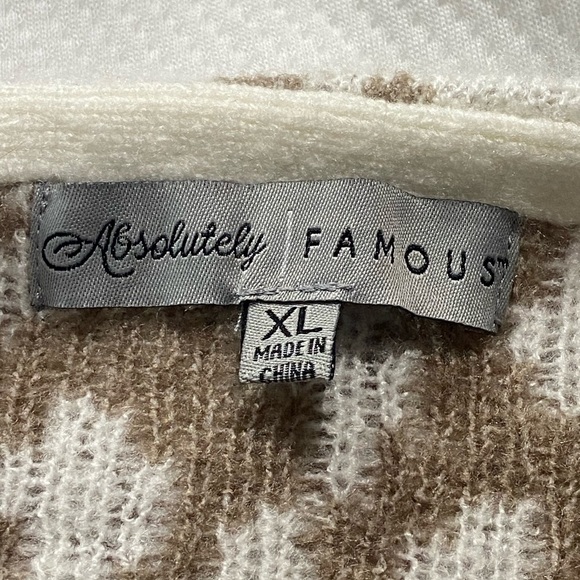 Absolutely | FAMOUS™
XL
MADE IN
CHINA